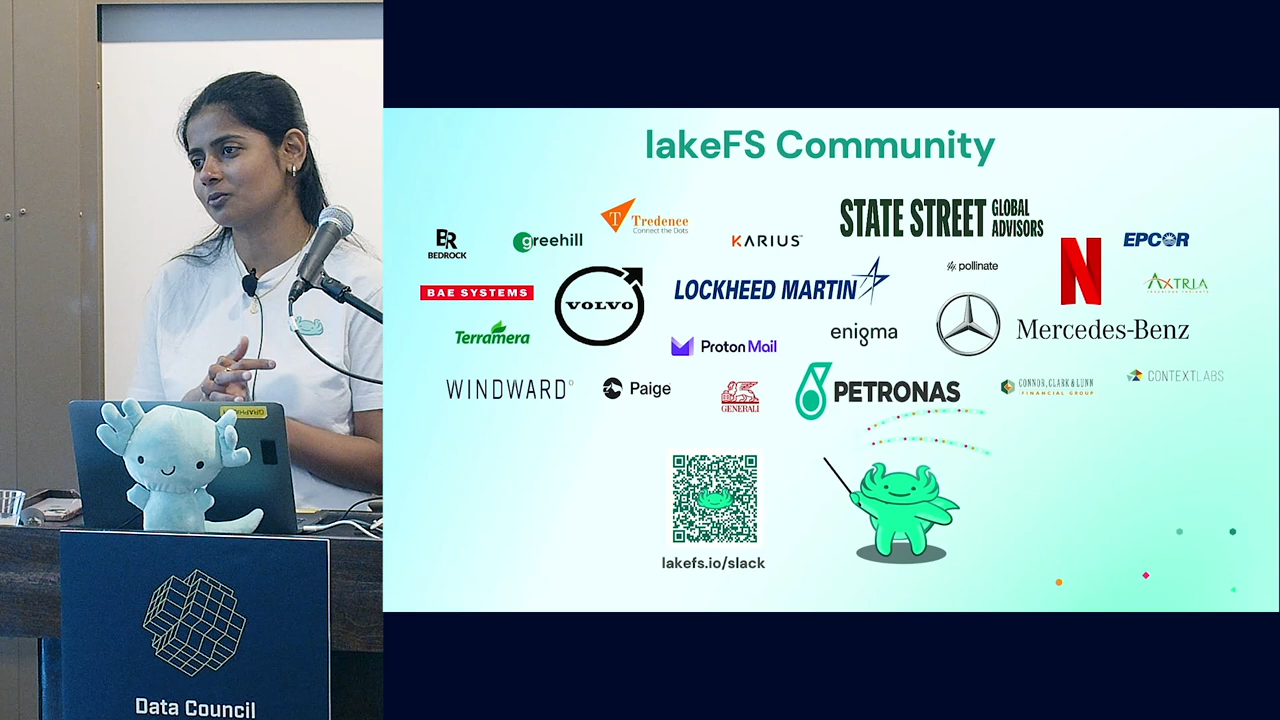 lakeFS Community
BEDROCK
greehill
T
Tredence
Connect the Dots
KARIUS
STATE STREET
GLOBAL
ADVISORS
EPCOR
BAE SYSTEMS
VOLVO
LOCKHEED MARTIN
pollinate
N
AXTRIA
Terramera
Proton Mail
enigma
Mercedes-Benz
WINDWARD
Paige
GENERALI
PETRONAS
CONNOR, CLARK & LUNN
FINANCIAL GROUP
CONTEXTLABS
lakefs.io/slack
Data Council